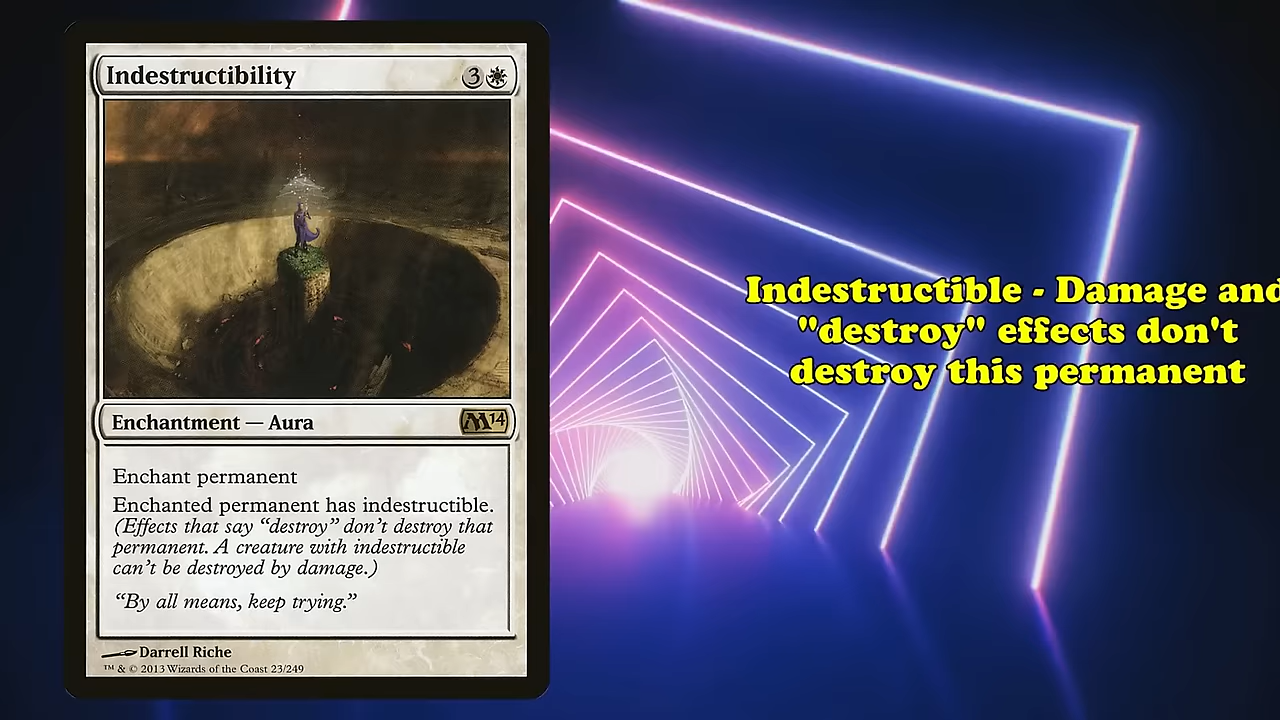 Indestructibility 3
Enchantment — Aura M14
Enchant permanent
Enchanted permanent has indestructible.
(Effects that say “destroy” don’t destroy that
permanent. A creature with indestructible
can’t be destroyed by damage.)
“By all means, keep trying.”
Darrell Riche
™ & © 2013 Wizards of the Coast 23/249
Indestructible - Damage and
"destroy" effects don't
destroy this permanent